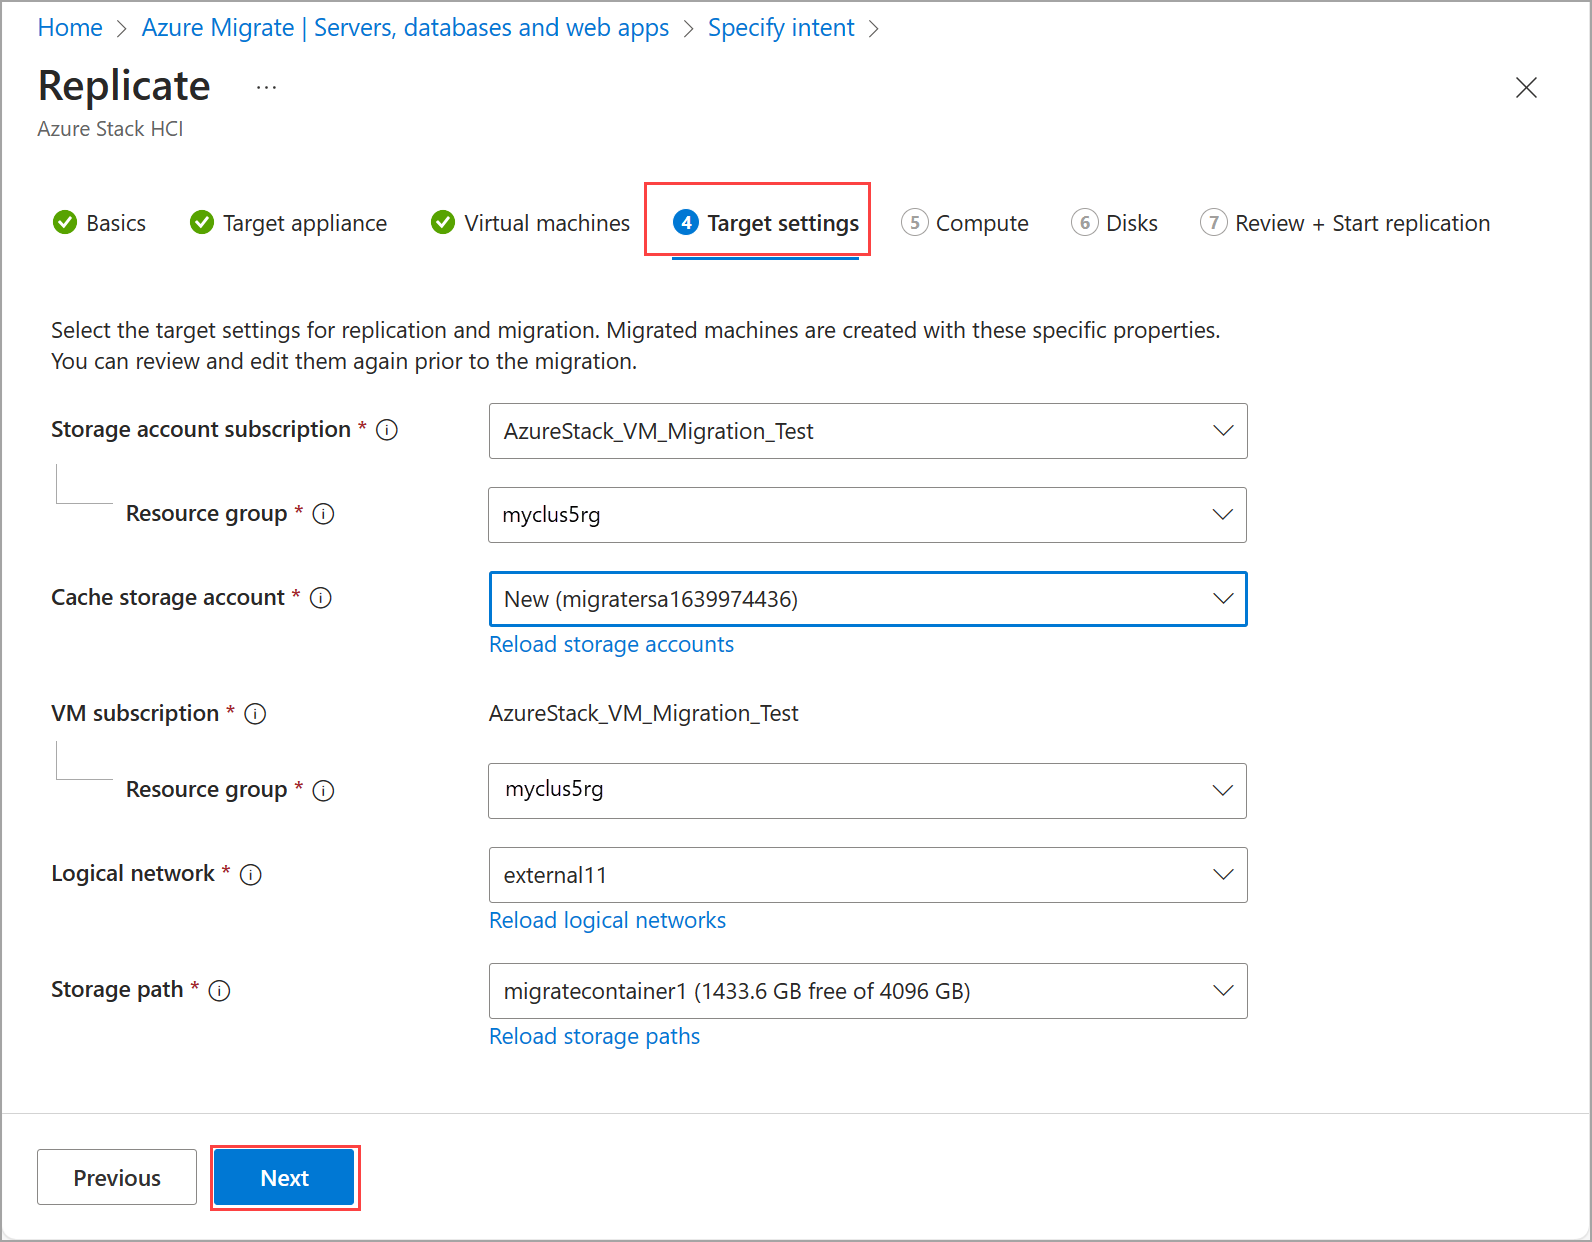 Home > Azure Migrate | Servers, databases and web apps > Specify intent >
Replicate ...
Azure Stack HCI
Basics Target appliance Virtual machines 4 Target settings 5 Compute 6 Disks 7 Review + Start replication
Select the target settings for replication and migration. Migrated machines are created with these specific properties.
You can review and edit them again prior to the migration.
Storage account subscription * AzureStack_VM_Migration_Test
Resource group * myclus5rg
Cache storage account * New (migratersa1639974436)
Reload storage accounts
VM subscription * AzureStack_VM_Migration_Test
Resource group * myclus5rg
Logical network * external11
Reload logical networks
Storage path * migratecontainer1 (1433.6 GB free of 4096 GB)
Reload storage paths
Previous Next